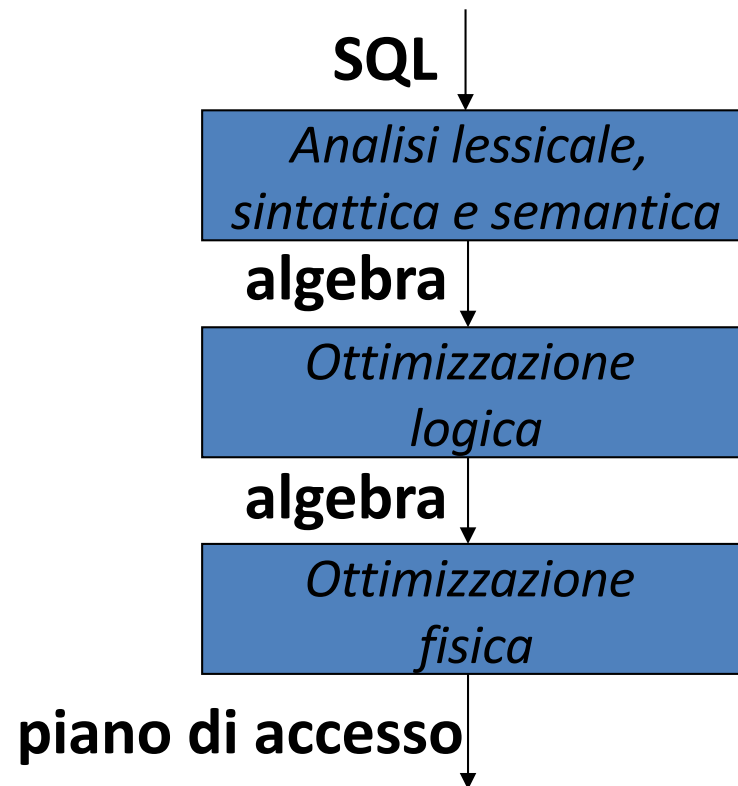 SQL
Analisi lessicale,
sintattica e semantica
algebra
Ottimizzazione
logica
algebra
Ottimizzazione
fisica
piano di accesso